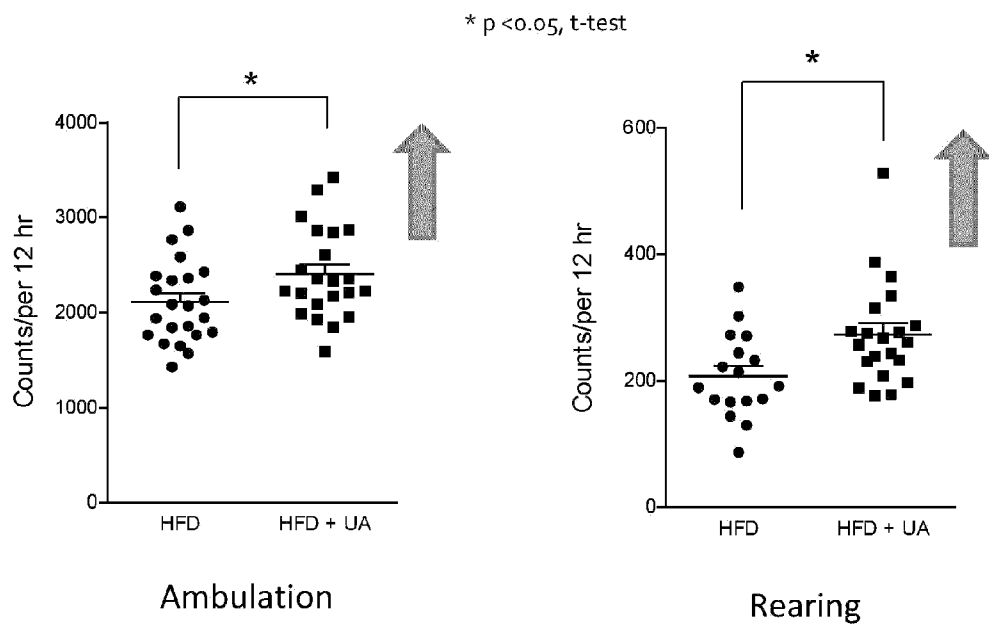 * p <0.05, t-test
*
4000
3000
2000
1000
0
Counts/per 12 hr
HFD
HFD + UA
Ambulation
*
600
400
200
0
Counts/per 12 hr
HFD
HFD + UA
Rearing